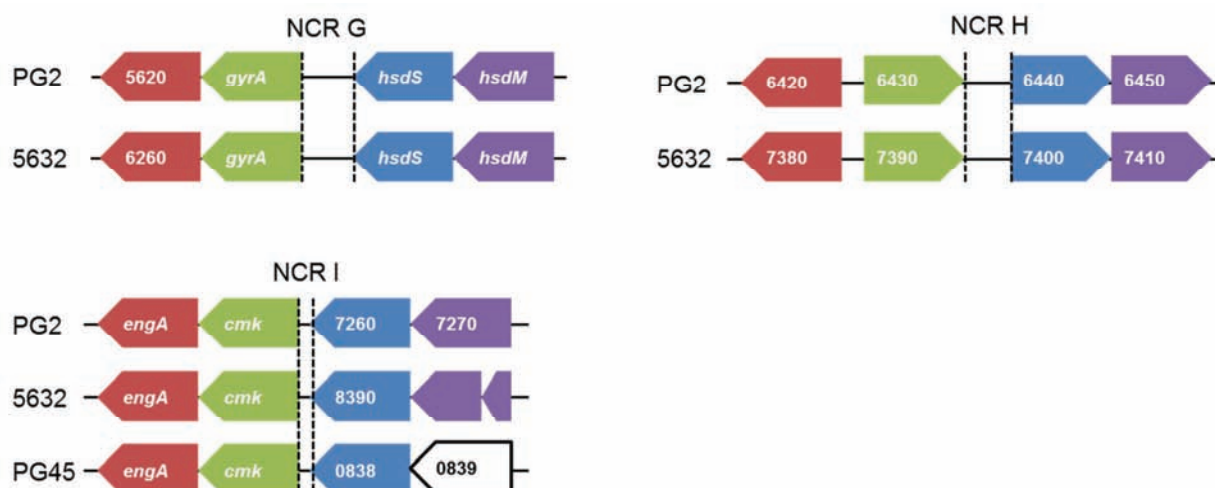 NCR G
PG2 5620 gyrA hsdS hsdM
5632 6260 gyrA hsdS hsdM
NCR H
PG2 6420 6430 6440 6450
5632 7380 7390 7400 7410
NCR I
PG2 engA cmk 7260 7270
5632 engA cmk 8390
PG45 engA cmk 0838 0839